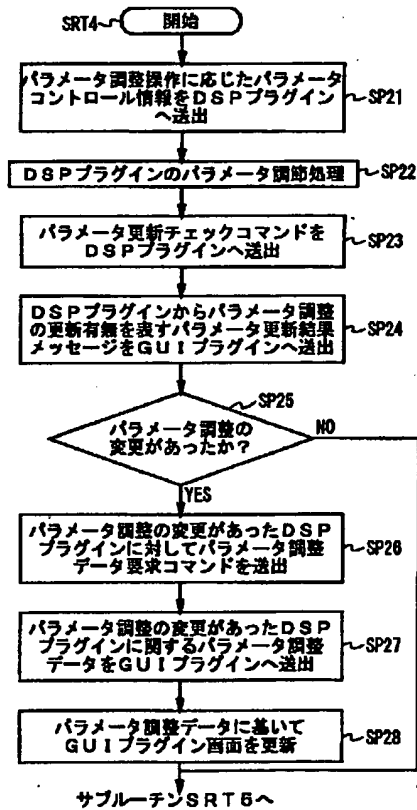 SRT4
開始
パラメータ調整操作に応じたパラメータ
コントロール情報をDSPプラグイン
へ送出
SP21
DSPプラグインのパラメータ調節処理
SP22
パラメータ更新チェックコマンドを
DSPプラグインへ送出
SP23
DSPプラグインからパラメータ調整
の更新有無を表すパラメータ更新結果
メッセージをGUIプラグインへ送出
SP24
SP25
パラメータ調整の
変更があったか?
NO
YES
パラメータ調整の変更があったDSP
プラグインに対してパラメータ調整
データ要求コマンドを送出
SP26
パラメータ調整の変更があったDSP
プラグインに関するパラメータ調整
データをGUIプラグインへ送出
SP27
パラメータ調整データに基いて
GUIプラグイン画面を更新
SP28
サブルーチンSRT5へ